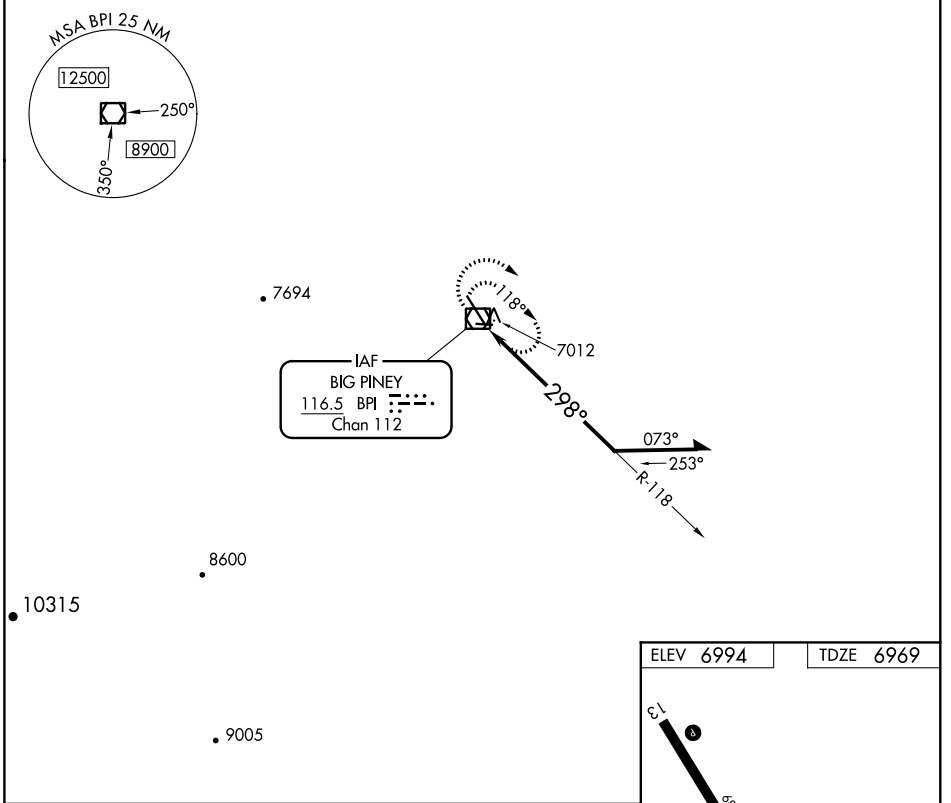 MSA BPI 25 NM
12500
250°
8900
350°
7694
118°
7012
IAF
BIG PINEY
116.5 BPI
Chan 112
298°
073°
253°
R-118
8600
10315
9005
ELEV 6994
TDZE 6969
13
P